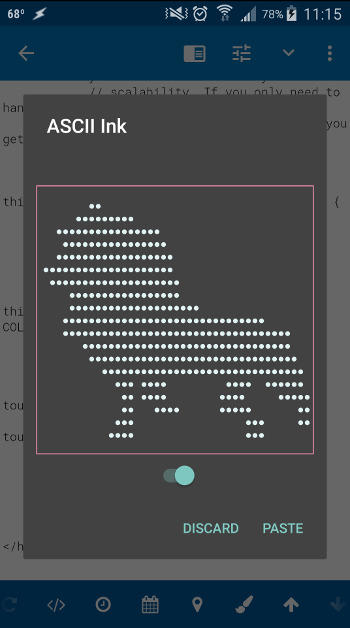 68° 78% 11:15
// scalability. If you only need to
han
you
get
ASCII Ink
thi {
thi
COL
tou
tou
DISCARD PASTE
</h
</>